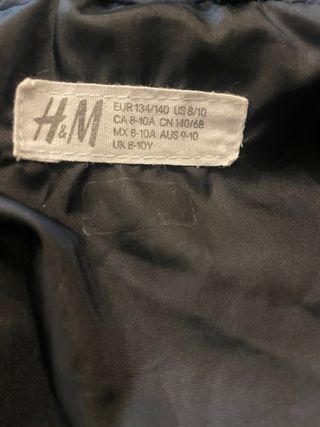 H&M
EUR 134/140 US 8/10
CA 8-10A CN 140/68
MX 8-10A AUS 9-10
UK 8-10Y